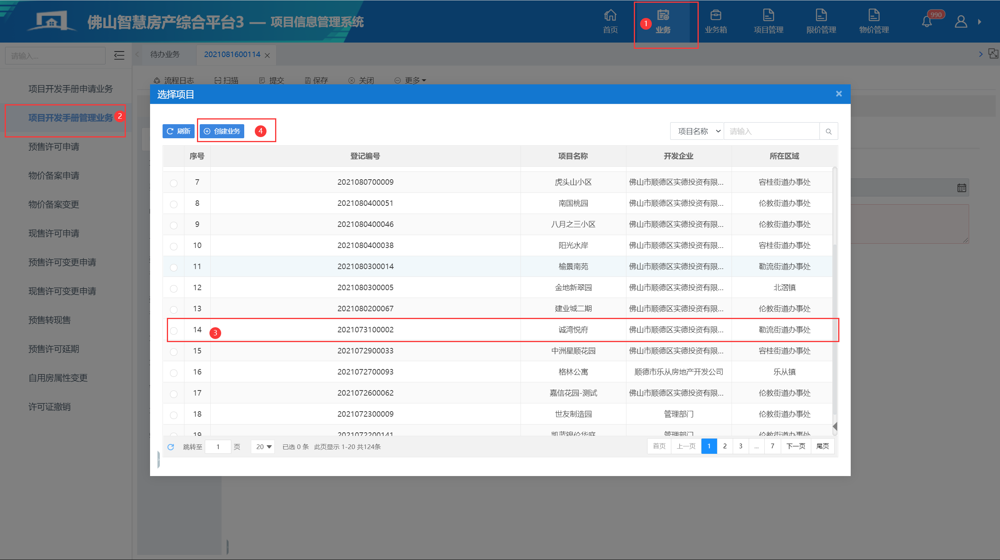 佛山智慧房产综合平台3 — 项目信息管理系统
首页
1
业务
业务箱
项目管理
限价管理
物价管理
990
请输入...
待办业务
2021081600114
流程日志 扫描 提交 保存 关闭 更多
项目开发手册申请业务
项目开发手册管理业务 2
预售许可申请
物价备案申请
物价备案变更
现售许可申请
预售许可变更申请
现售许可变更申请
预售转现售
预售许可延期
自用房属性变更
许可证撤销
选择项目
刷新 创建业务 4
项目名称 请输入
序号 登记编号 项目名称 开发企业 所在区域
7 2021080700009 虎头山小区 佛山市顺德区实德投资有限... 容桂街道办事处
8 2021080400051 南国桃园 佛山市顺德区实德投资有限... 伦教街道办事处
9 2021080400046 八月之三小区 佛山市顺德区实德投资有限... 伦教街道办事处
10 2021080400038 阳光水岸 佛山市顺德区实德投资有限... 容桂街道办事处
11 2021080300014 榆景南苑 佛山市顺德区实德投资有限... 勒流街道办事处
12 2021080300005 金地新翠园 佛山市顺德区实德投资有限... 北滘镇
13 2021080200067 建业城二期 佛山市顺德区实德投资有限... 伦教街道办事处
14 3 2021073100002 诚湾悦府 佛山市顺德区实德投资有限... 勒流街道办事处
15 2021072900033 中洲星顺花园 佛山市顺德区实德投资有限... 容桂街道办事处
16 2021072700093 格林公寓 顺德市乐从房地产开发公司 乐从镇
17 2021072600062 嘉信花园-测试 佛山市顺德区实德投资有限... 伦教街道办事处
18 2021072300009 世友制造园 管理部门 伦教街道办事处
19 2021072200141 凯蓝锦伦华庭 管理部门 伦教街道办事处
跳转至 1 页 20 已选 0 条 此页显示 1-20 共124条
首页 上一页 1 2 3 ... 7 下一页 尾页